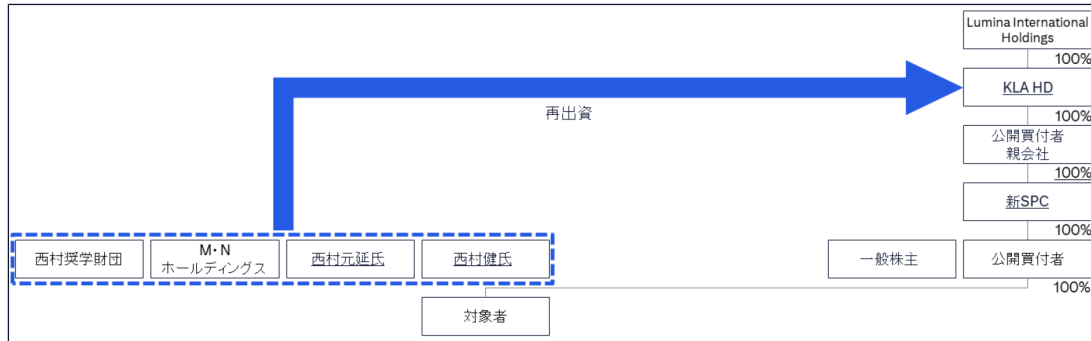 Lumina International
Holdings
100%
KLA HD
再出資
100%
公開買付者
親会社
100%
新SPC
100%
西村奨学財団
M・N
ホールディングス
西村元延氏
西村健氏
一般株主
公開買付者
100%
対象者